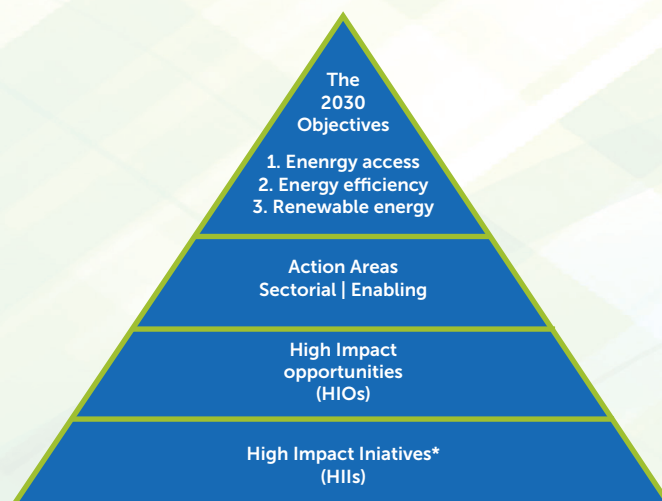 The
2030
Objectives
1. Enenrgy access
2. Energy efficiency
3. Renewable energy
Action Areas
Sectorial | Enabling
High Impact
opportunities
(HIOs)
High Impact Iniatives*
(HIIs)